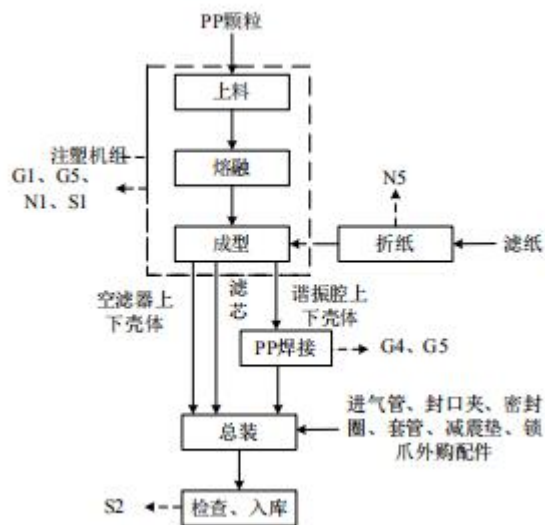 PP颗粒
上料
注塑机组
G1、G5、
N1、S1
熔融
N5
成型
折纸
滤纸
空滤器上
下壳体
滤
芯
谐振腔上
下壳体
PP焊接
G4、G5
进气管、封口夹、密封
圈、套管、减震垫、锁
爪外购配件
总装
S2
检查、入库